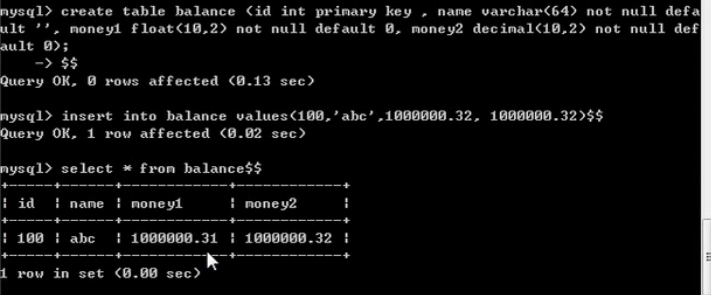 mysql> create table balance (id int primary key , name varchar(64) not null defa
ult '', money1 float(10,2) not null default 0, money2 decimal(10,2) not null def
ault 0);
    -> $$
Query OK, 0 rows affected (0.13 sec)
mysql> insert into balance values(100,'abc',1000000.32, 1000000.32)$$
Query OK, 1 row affected (0.02 sec)
mysql> select * from balance$$
+-----+------+------------+------------+
| id  | name | money1     | money2     |
+-----+------+------------+------------+
| 100 | abc  | 1000000.31 | 1000000.32 |
+-----+------+------------+------------+
1 row in set (0.00 sec)